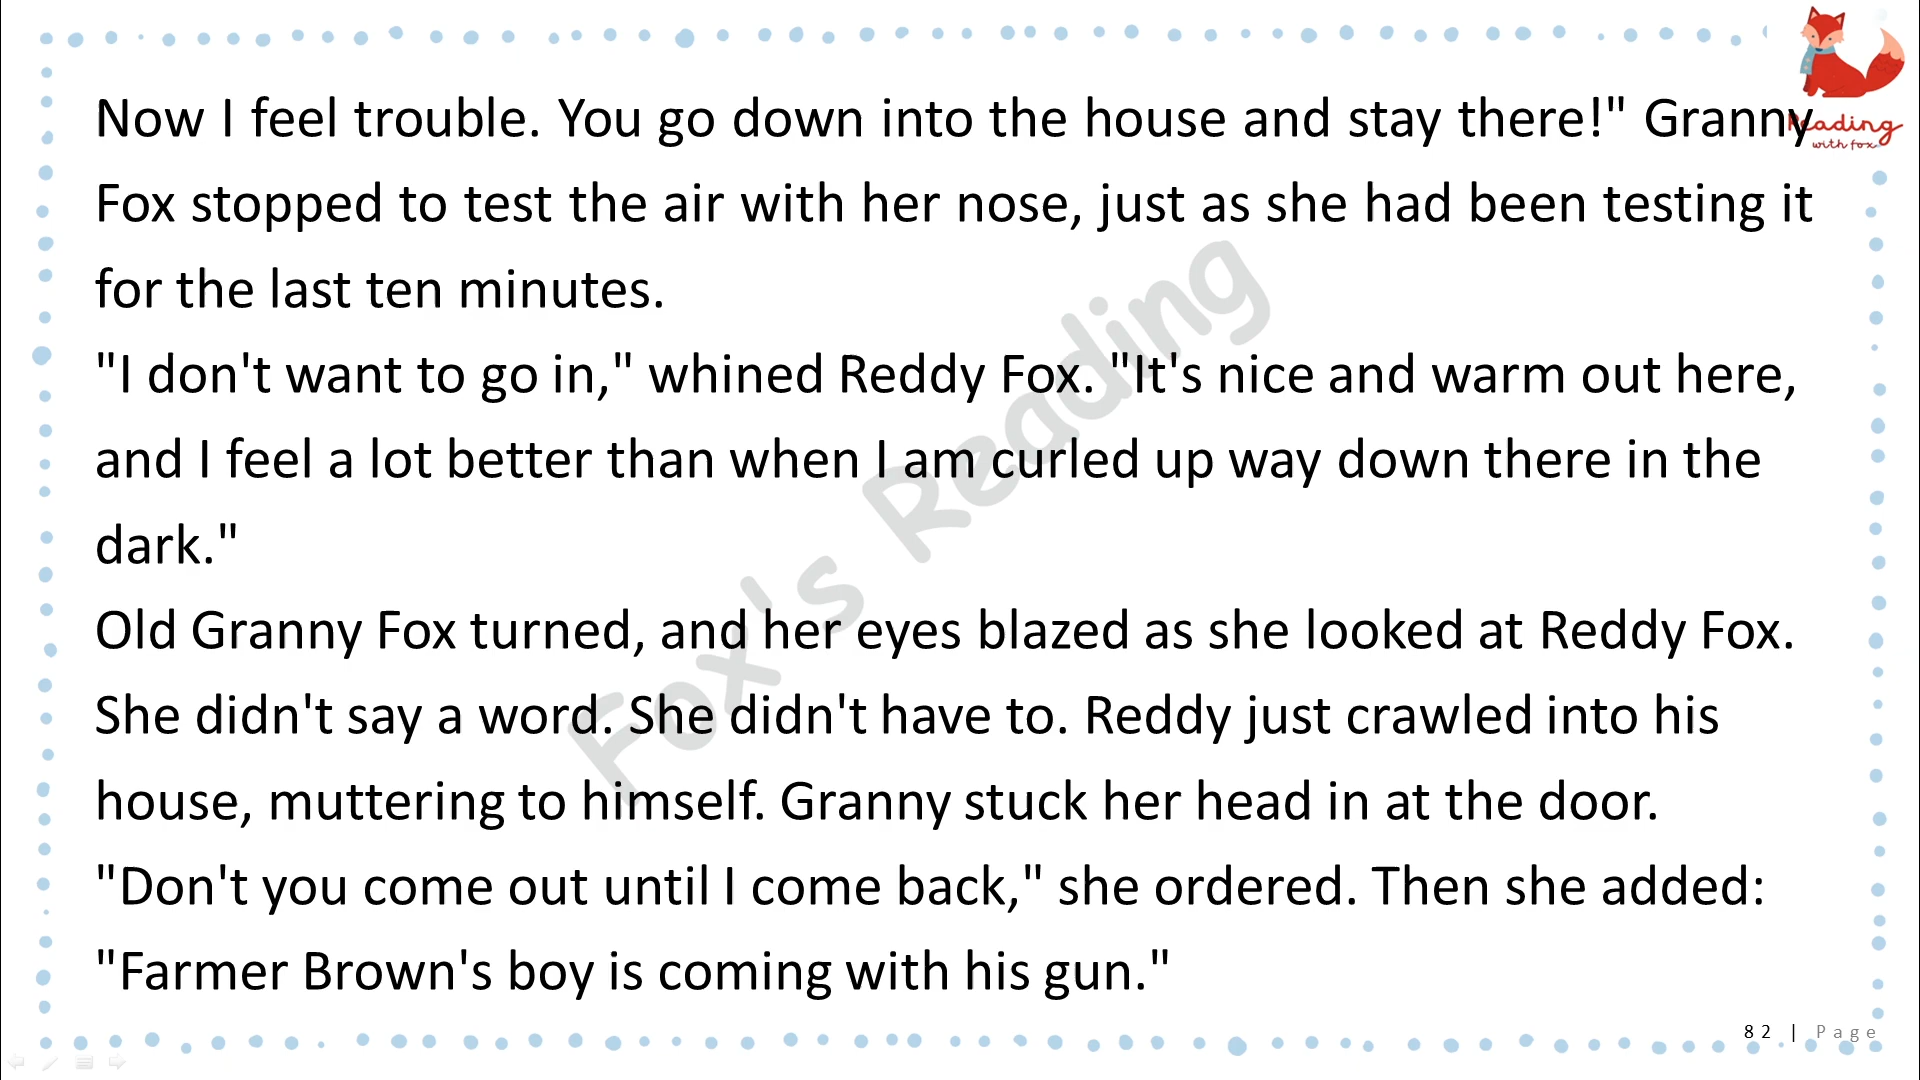 Now I feel trouble. You go down into the house and stay there!" Granny
Fox stopped to test the air with her nose, just as she had been testing it
for the last ten minutes.
"I don't want to go in," whined Reddy Fox. "It's nice and warm out here,
and I feel a lot better than when I am curled up way down there in the
dark."
Old Granny Fox turned, and her eyes blazed as she looked at Reddy Fox.
She didn't say a word. She didn't have to. Reddy just crawled into his
house, muttering to himself. Granny stuck her head in at the door.
"Don't you come out until I come back," she ordered. Then she added:
"Farmer Brown's boy is coming with his gun."
Reading
with fox
Fox's Reading
82 | Page